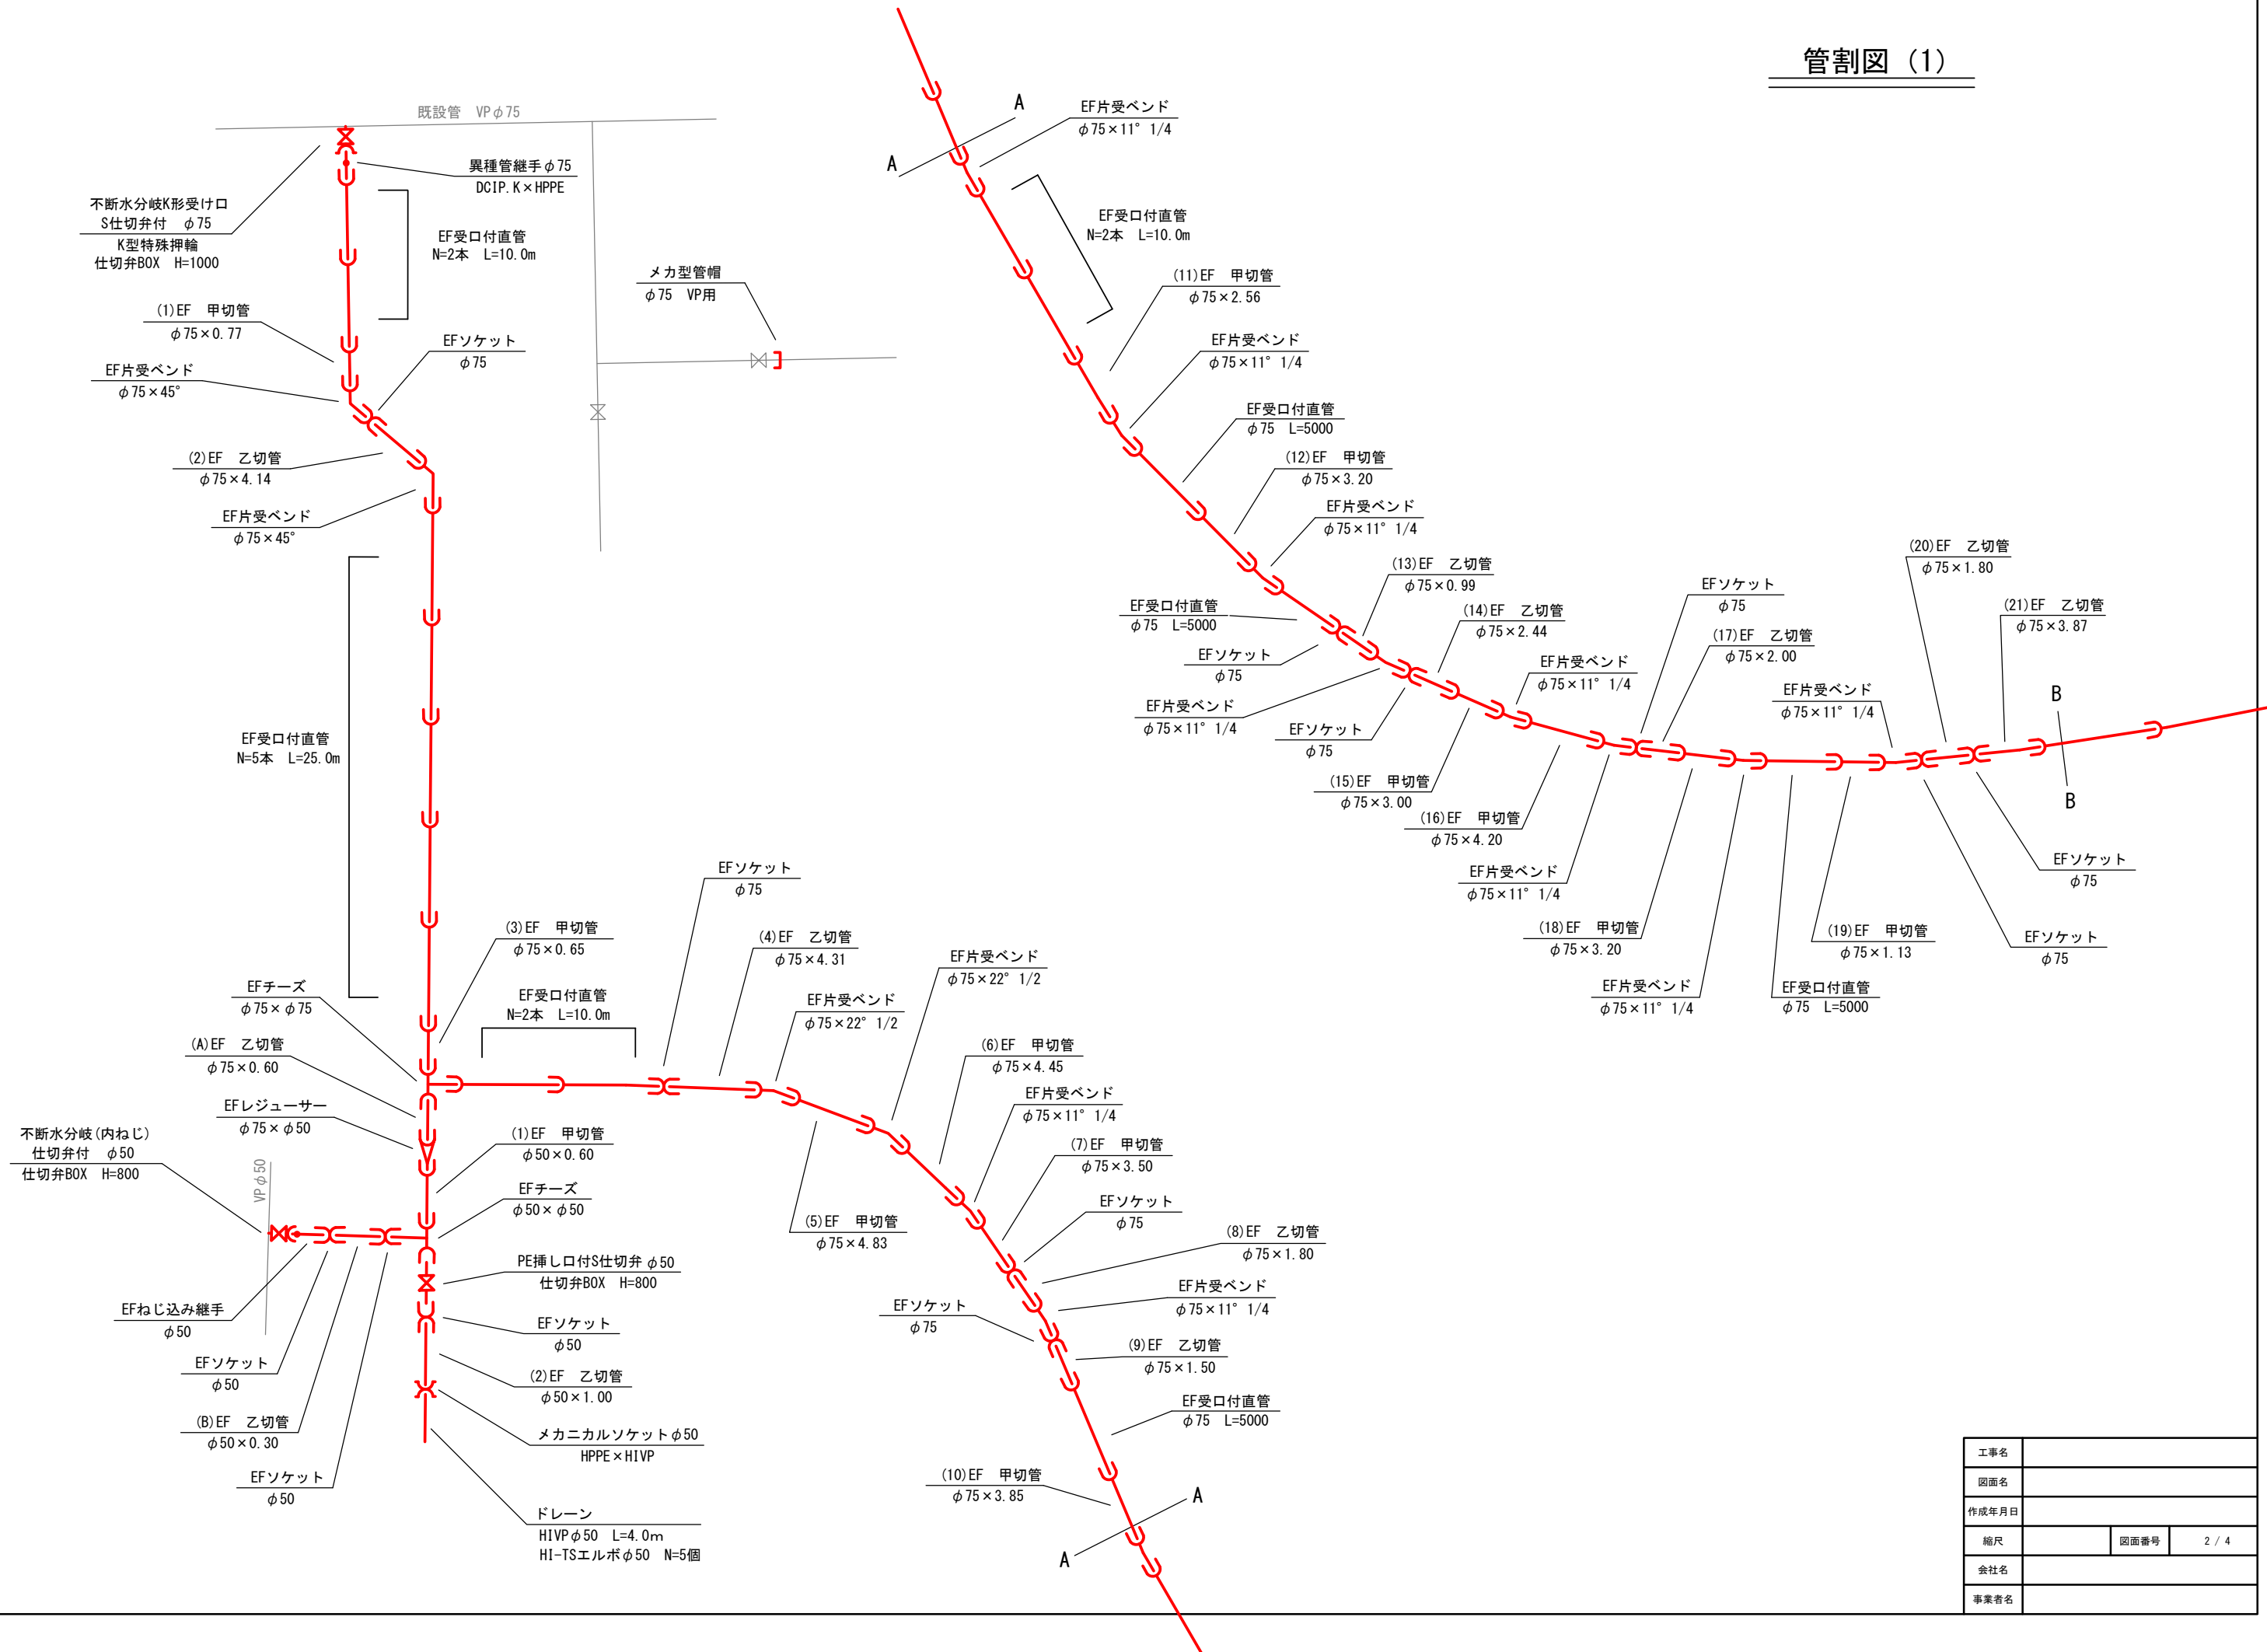 管割図 (1)
既設管　VPφ75
異種管継手φ75
DCIP.K×HPPE
不断水分岐K形受け口
S仕切弁付　φ75
K型特殊押輪
仕切弁BOX　H=1000
EF受口付直管
N=2本　L=10.0m
(1)EF　甲切管
φ75×0.77
EFソケット
φ75
EF片受ベンド
φ75×45°
(2)EF　乙切管
φ75×4.14
EF片受ベンド
φ75×45°
メカ型管帽
φ75　VP用
EF受口付直管
N=5本　L=25.0m
(3)EF　甲切管
φ75×0.65
EFチーズ
φ75×φ75
(A)EF　乙切管
φ75×0.60
EFレジューサー
φ75×φ50
不断水分岐(内ねじ)
仕切弁付　φ50
仕切弁BOX　H=800
VPφ50
(1)EF　甲切管
φ50×0.60
EFチーズ
φ50×φ50
PE挿し口付S仕切弁φ50
仕切弁BOX　H=800
EFねじ込み継手
φ50
EFソケット
φ50
(B)EF　乙切管
φ50×0.30
EFソケット
φ50
EFソケット
φ50
(2)EF　乙切管
φ50×1.00
メカニカルソケットφ50
HPPE×HIVP
ドレーン
HIVPφ50　L=4.0m
HI-TSエルボφ50　N=5個
EF受口付直管
N=2本　L=10.0m
EFソケット
φ75
(4)EF　乙切管
φ75×4.31
EF片受ベンド
φ75×22°1/2
EF片受ベンド
φ75×22°1/2
(5)EF　甲切管
φ75×4.83
(6)EF　甲切管
φ75×4.45
EF片受ベンド
φ75×11°1/4
(7)EF　甲切管
φ75×3.50
EFソケット
φ75
(8)EF　乙切管
φ75×1.80
EF片受ベンド
φ75×11°1/4
EFソケット
φ75
(9)EF　乙切管
φ75×1.50
EF受口付直管
φ75　L=5000
(10)EF　甲切管
φ75×3.85
A
A
A
A
EF片受ベンド
φ75×11°1/4
EF受口付直管
N=2本　L=10.0m
(11)EF　甲切管
φ75×2.56
EF片受ベンド
φ75×11°1/4
EF受口付直管
φ75　L=5000
(12)EF　甲切管
φ75×3.20
EF片受ベンド
φ75×11°1/4
EF受口付直管
φ75　L=5000
EFソケット
φ75
(13)EF　乙切管
φ75×0.99
EF片受ベンド
φ75×11°1/4
EFソケット
φ75
(14)EF　乙切管
φ75×2.44
(15)EF　甲切管
φ75×3.00
EF片受ベンド
φ75×11°1/4
(16)EF　甲切管
φ75×4.20
EF片受ベンド
φ75×11°1/4
EFソケット
φ75
(17)EF　乙切管
φ75×2.00
(18)EF　甲切管
φ75×3.20
EF片受ベンド
φ75×11°1/4
EF受口付直管
φ75　L=5000
(19)EF　甲切管
φ75×1.13
EF片受ベンド
φ75×11°1/4
EFソケット
φ75
(20)EF　乙切管
φ75×1.80
EFソケット
φ75
(21)EF　乙切管
φ75×3.87
B
B
工事名
図面名
作成年月日
縮尺　図面番号　2 / 4
会社名
事業者名